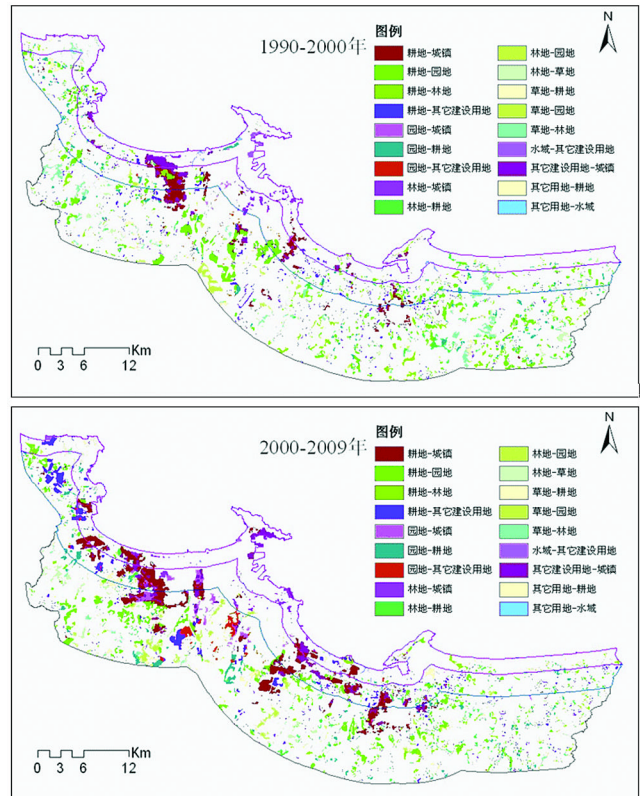 1990-2000年
图例
N
耕地-城镇
耕地-园地
耕地-林地
耕地-其它建设用地
园地-城镇
园地-耕地
园地-其它建设用地
林地-城镇
林地-耕地
林地-园地
林地-草地
草地-耕地
草地-园地
草地-林地
水域-其它建设用地
其它建设用地-城镇
其它用地-耕地
其它用地-水域
Km
0 3 6 12
2000-2009年
图例
N
耕地-城镇
耕地-园地
耕地-林地
耕地-其它建设用地
园地-城镇
园地-耕地
园地-其它建设用地
林地-城镇
林地-耕地
林地-园地
林地-草地
草地-耕地
草地-园地
草地-林地
水域-其它建设用地
其它建设用地-城镇
其它用地-耕地
其它用地-水域
Km
0 3 6 12